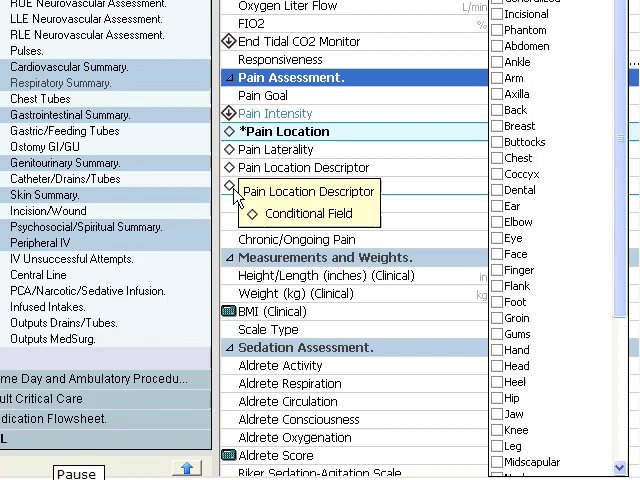 RUE Neurovascular Assessment.
LLE Neurovascular Assessment.
RLE Neurovascular Assessment.
Pulses.
Cardiovascular Summary.
Respiratory Summary.
Chest Tubes
Gastrointestinal Summary.
Gastric/Feeding Tubes
Ostomy GI/GU
Genitourinary Summary.
Catheter/Drains/Tubes
Skin Summary.
Incision/Wound
Psychosocial/Spiritual Summary.
Peripheral IV
IV Unsuccessful Attempts.
Central Line
PCA/Narcotic/Sedative Infusion.
Infused Intakes.
Outputs Drains/Tubes.
Outputs MedSurg.
me Day and Ambulatory Procedu...
ult Critical Care
dication Flowsheet.
L
Pause
Oxygen Liter Flow L/min
FIO2 %
End Tidal CO2 Monitor
Responsiveness
Pain Assessment.
Pain Goal
Pain Intensity
*Pain Location
Pain Laterality
Pain Location Descriptor
Pain Location Descriptor
Conditional Field
Chronic/Ongoing Pain
Measurements and Weights.
Height/Length (inches) (Clinical) in
Weight (kg) (Clinical) kg
BMI (Clinical)
Scale Type
Sedation Assessment.
Aldrete Activity
Aldrete Respiration
Aldrete Circulation
Aldrete Consciousness
Aldrete Oxygenation
Aldrete Score
Riker Sedation-Agitation Scale
Generalized
Incisional
Phantom
Abdomen
Ankle
Arm
Axilla
Back
Breast
Buttocks
Chest
Coccyx
Dental
Ear
Elbow
Eye
Face
Finger
Flank
Foot
Groin
Gums
Hand
Head
Heel
Hip
Jaw
Knee
Leg
Midscapular